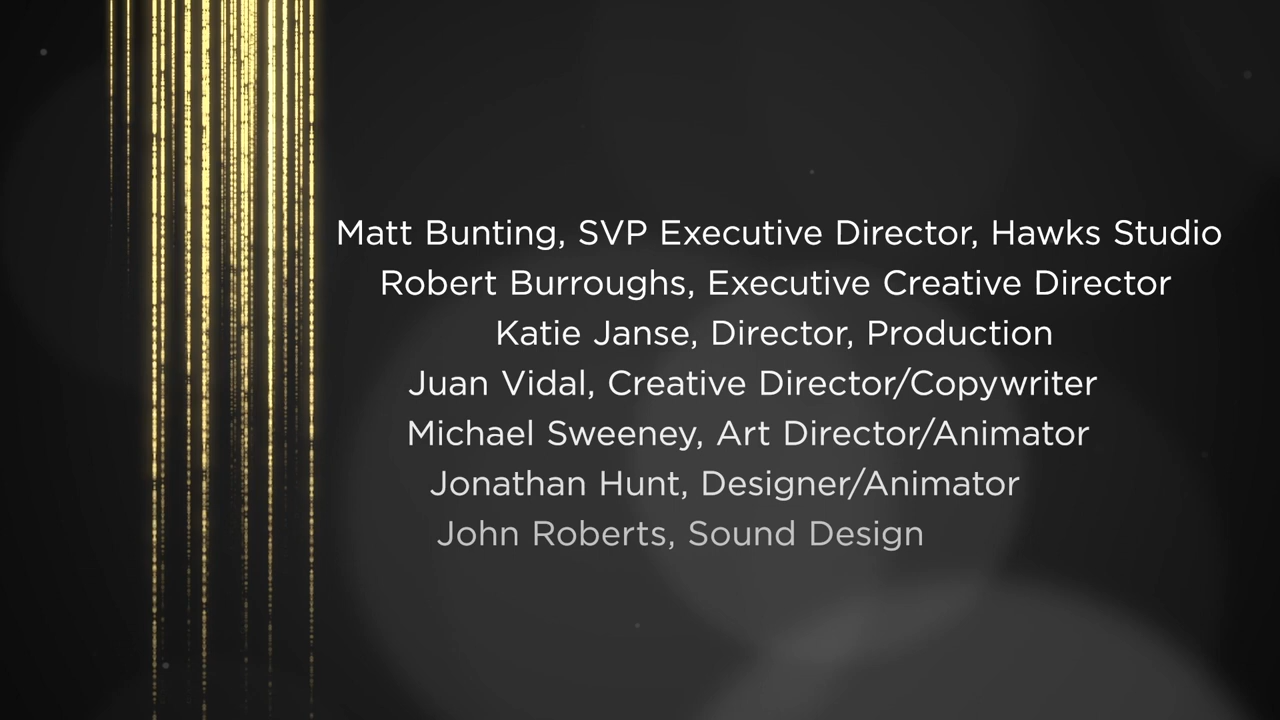 Matt Bunting, SVP Executive Director, Hawks Studio
Robert Burroughs, Executive Creative Director
Katie Janse, Director, Production
Juan Vidal, Creative Director/Copywriter
Michael Sweeney, Art Director/Animator
Jonathan Hunt, Designer/Animator
John Roberts, Sound Design